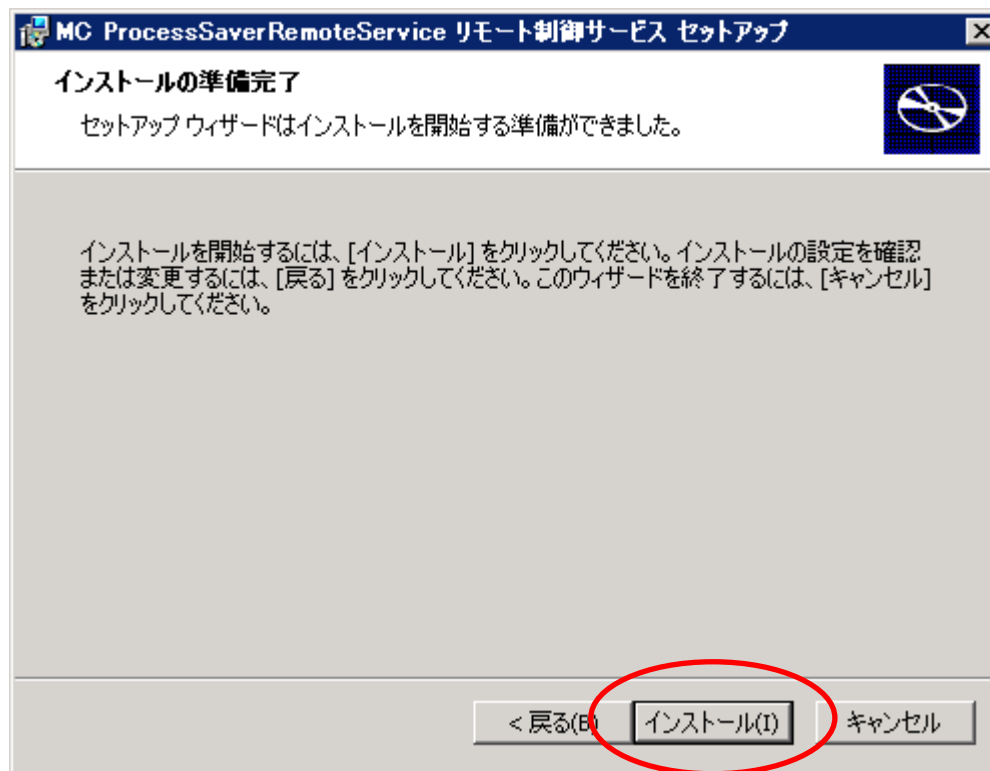 MC ProcessSaverRemoteService リモート制御サービス セットアップ
インストールの準備完了
セットアップ ウィザードはインストールを開始する準備ができました。
インストールを開始するには、[インストール] をクリックしてください。インストールの設定を確認
または変更するには、[戻る] をクリックしてください。このウィザードを終了するには、[キャンセル]
をクリックしてください。
< 戻る(B)
インストール(I)
キャンセル